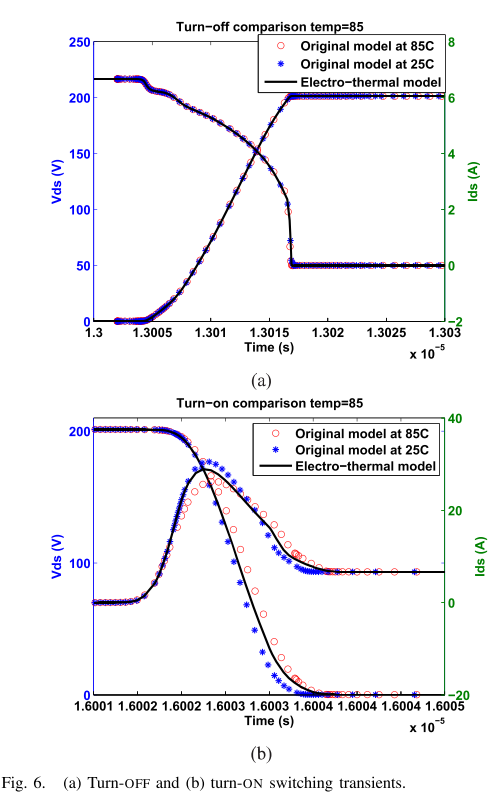 Turn-off comparison temp=85
250
200
150
100
50
0
Vds (V)
8
6
4
2
0
-2
Ids (A)
Original model at 85C
Original model at 25C
Electro-thermal model
1.3 1.3005 1.301 1.3015 1.302 1.3025 1.303
Time (s)
x 10⁻⁵
(a)
Turn-on comparison temp=85
200
100
0
Vds (V)
40
20
0
-20
Ids (A)
Original model at 85C
Original model at 25C
Electro-thermal model
1.6001 1.6002 1.6002 1.6003 1.6003 1.6004 1.6004 1.6005
Time (s)
x 10⁻⁵
(b)
Fig. 6. (a) Turn-OFF and (b) turn-ON switching transients.